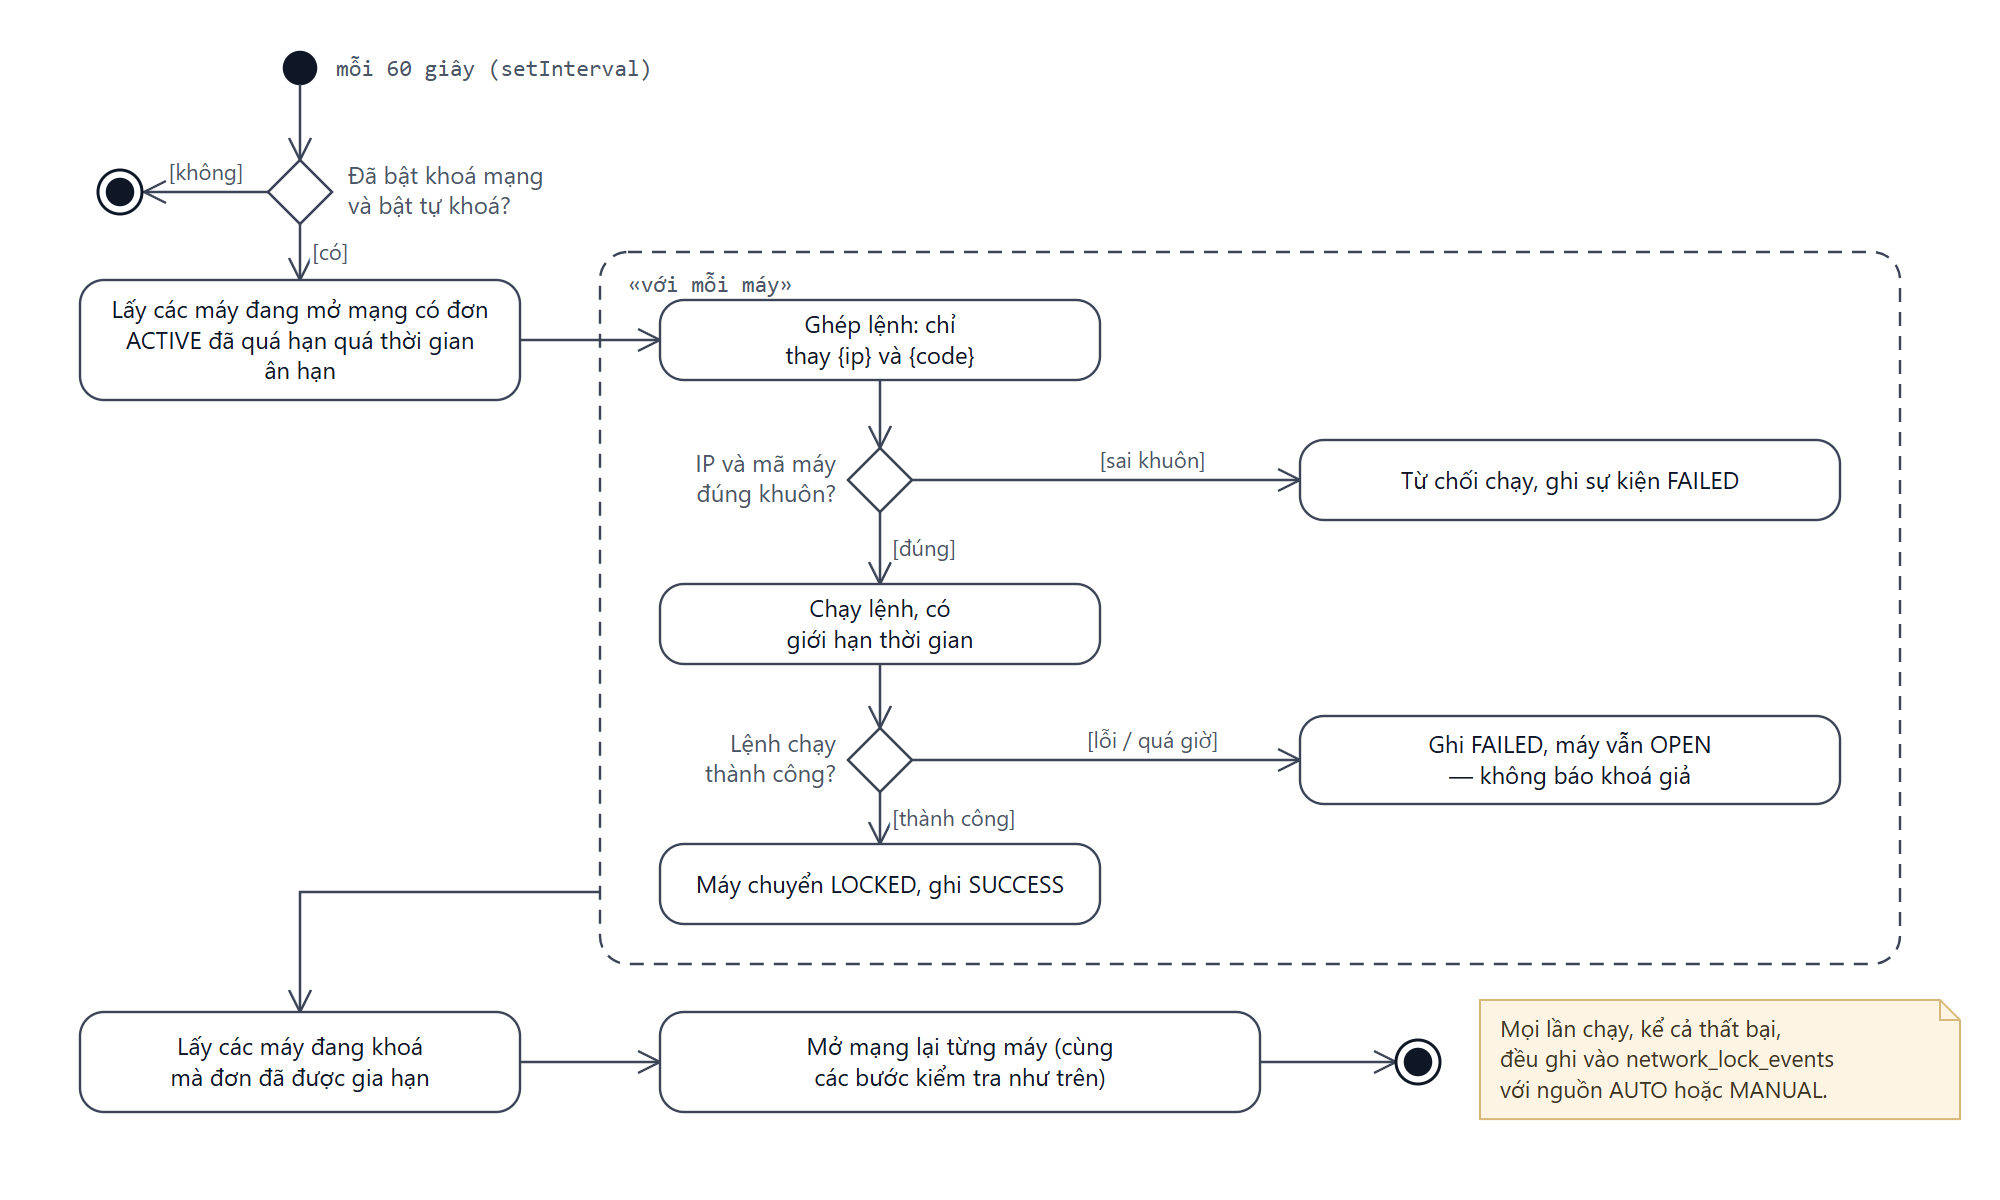 mỗi 60 giây (setInterval)
[không]
Đã bật khoá mạng
và bật tự khoá?
[có]
Lấy các máy đang mở mạng có đơn
ACTIVE đã quá hạn quá thời gian
ân hạn
«với mỗi máy»
Ghép lệnh: chỉ
thay {ip} và {code}
IP và mã máy
đúng khuôn?
[sai khuôn]
Từ chối chạy, ghi sự kiện FAILED
[đúng]
Chạy lệnh, có
giới hạn thời gian
Lệnh chạy
thành công?
[lỗi / quá giờ]
Ghi FAILED, máy vẫn OPEN
— không báo khoá giả
[thành công]
Máy chuyển LOCKED, ghi SUCCESS
Lấy các máy đang khoá
mà đơn đã được gia hạn
Mở mạng lại từng máy (cùng
các bước kiểm tra như trên)
Mọi lần chạy, kể cả thất bại,
đều ghi vào network_lock_events
với nguồn AUTO hoặc MANUAL.